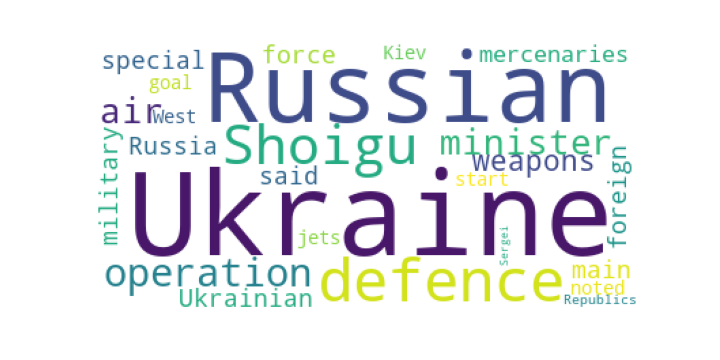 special
force
Kiev
mercenaries
goal
Russian
air
West
Shoigu
minister
Russia
weapons
military
said
start
foreign
Ukraine
jets
Sergei
operation
defence
main
noted
Ukrainian
Republics